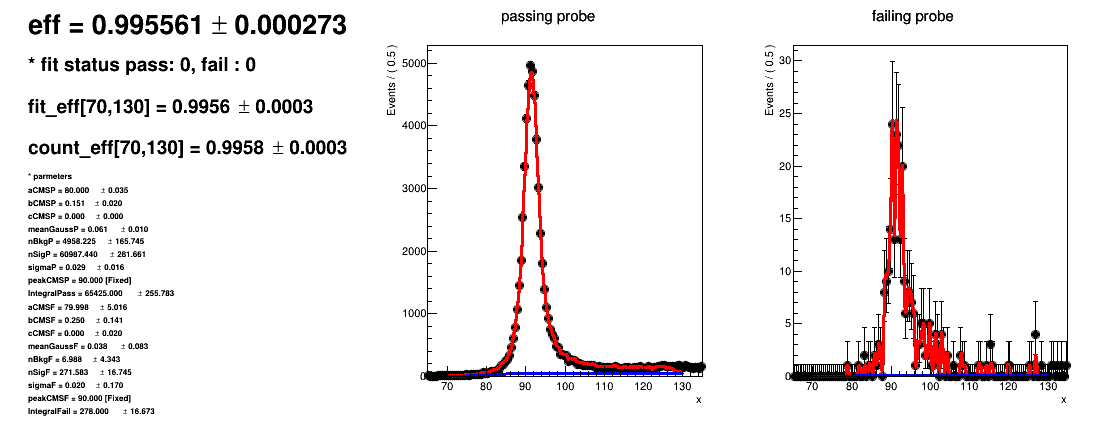 eff = 0.995561 ± 0.000273
* fit status pass: 0, fail : 0
fit_eff[70,130] = 0.9956 ± 0.0003
count_eff[70,130] = 0.9958 ± 0.0003
* parmeters
aCMSP = 80.000 ± 0.035
bCMSP = 0.151 ± 0.020
cCMSP = 0.000 ± 0.000
meanGaussP = 0.061 ± 0.010
nBkgP = 4958.225 ± 165.745
nSigP = 60987.440 ± 281.661
sigmaP = 0.029 ± 0.016
peakCMSP = 90.000 [Fixed]
IntegralPass = 65425.000 ± 255.783
aCMSF = 79.998 ± 5.016
bCMSF = 0.250 ± 0.141
cCMSF = 0.000 ± 0.020
meanGaussF = 0.038 ± 0.083
nBkgF = 6.988 ± 4.343
nSigF = 271.583 ± 16.745
sigmaF = 0.020 ± 0.170
peakCMSF = 90.000 [Fixed]
IntegralFail = 278.000 ± 16.673
passing probe
Events / ( 0.5 )
5000
4000
3000
2000
1000
0
70 80 90 100 110 120 130
x
failing probe
Events / ( 0.5 )
30
25
20
15
10
5
0
70 80 90 100 110 120 130
x